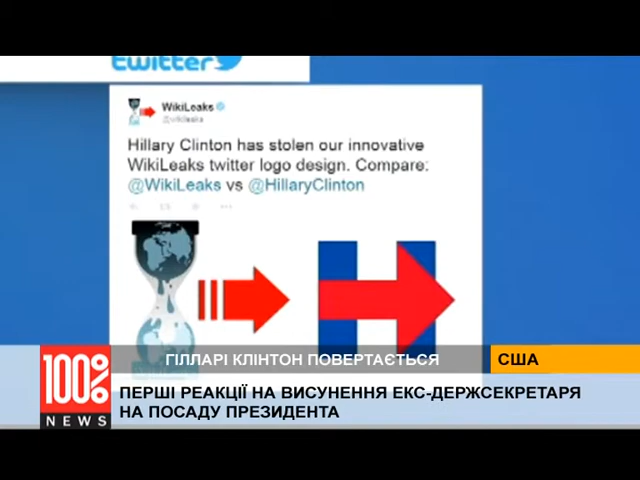 twitter
WikiLeaks
@wikileaks
Hillary Clinton has stolen our innovative
WikiLeaks twitter logo design. Compare:
@WikiLeaks vs @HillaryClinton
ГІЛЛАРІ КЛІНТОН ПОВЕРТАЄТЬСЯ
США
100%
NEWS
ПЕРШІ РЕАКЦІЇ НА ВИСУНЕННЯ ЕКС-ДЕРЖСЕКРЕТАРЯ
НА ПОСАДУ ПРЕЗИДЕНТА